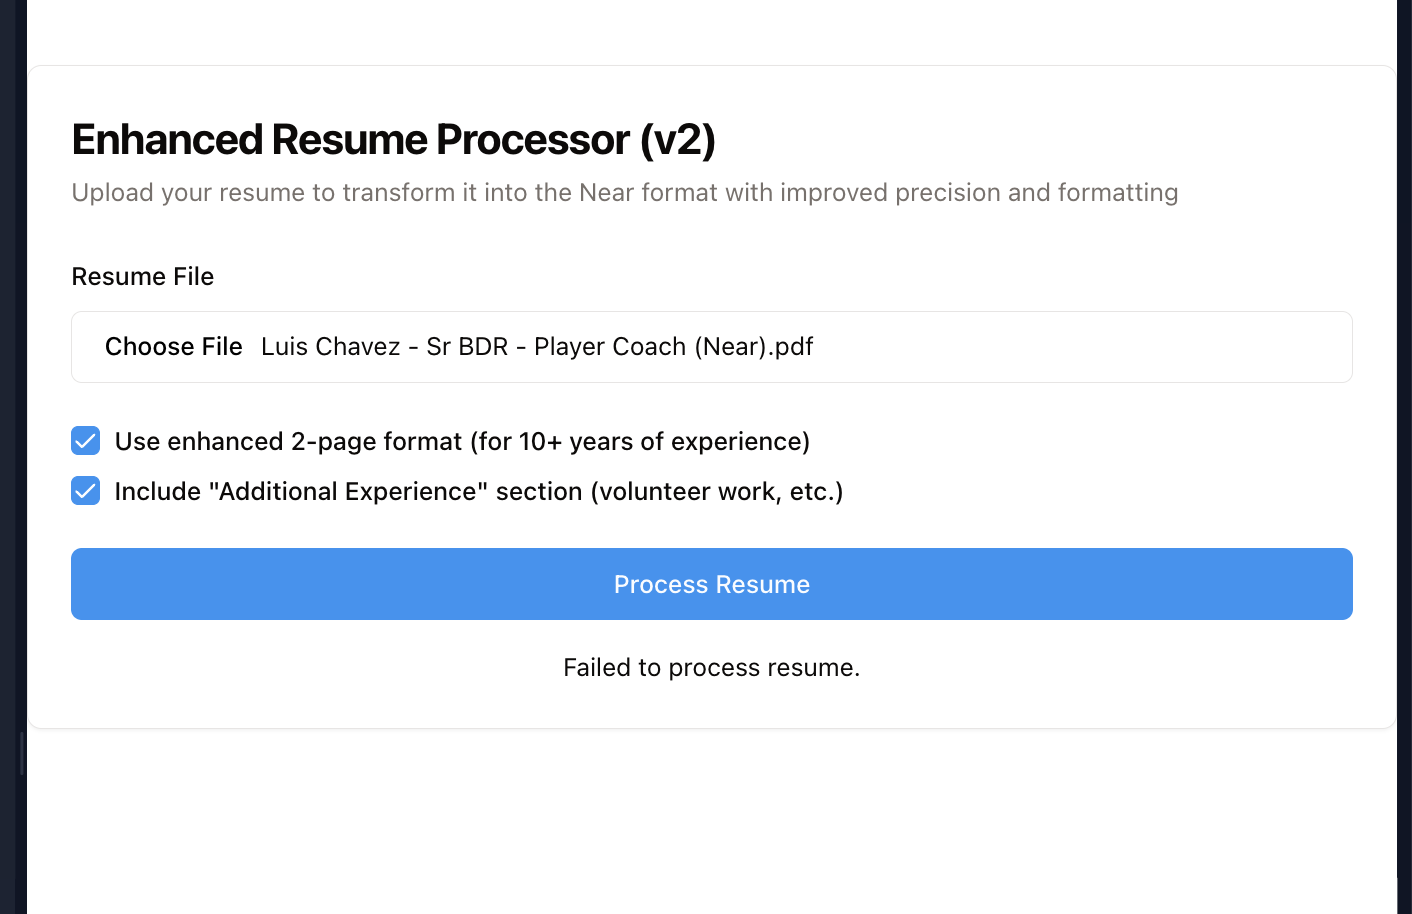 Enhanced Resume Processor (v2)
Upload your resume to transform it into the Near format with improved precision and formatting
Resume File
Choose File Luis Chavez - Sr BDR - Player Coach (Near).pdf
Use enhanced 2-page format (for 10+ years of experience)
Include "Additional Experience" section (volunteer work, etc.)
Process Resume
Failed to process resume.